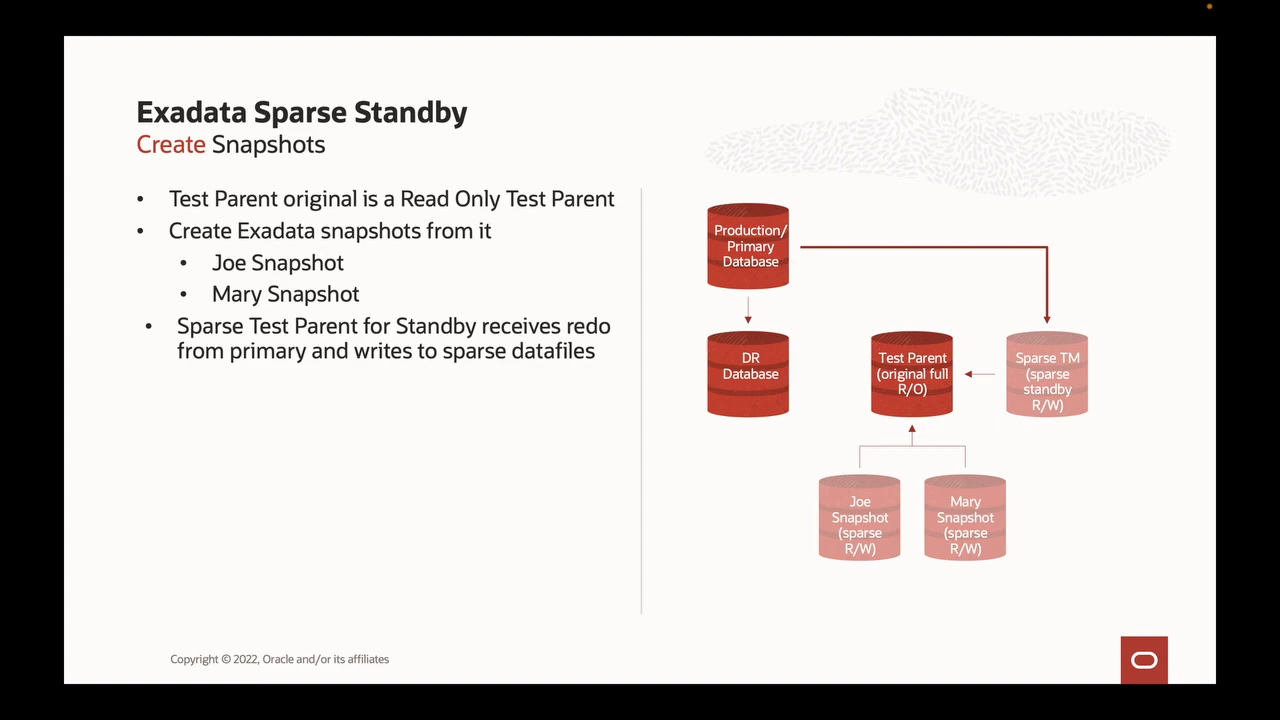 Exadata Sparse Standby
Create Snapshots
• Test Parent original is a Read Only Test Parent
• Create Exadata snapshots from it
• Joe Snapshot
• Mary Snapshot
• Sparse Test Parent for Standby receives redo
from primary and writes to sparse datafiles
Production/
Primary
Database
DR
Database
Test Parent
(original full
R/O)
Sparse TM
(sparse
standby
R/W)
Joe
Snapshot
(sparse
R/W)
Mary
Snapshot
(sparse
R/W)
Copyright © 2022, Oracle and/or its affiliates